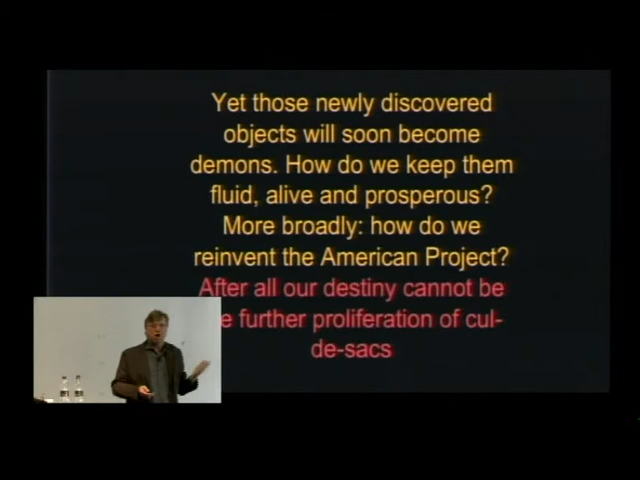 Yet those newly discovered
objects will soon become
demons. How do we keep them
fluid, alive and prosperous?
More broadly: how do we
reinvent the American Project?
After all our destiny cannot be
further proliferation of cul-
de-sacs